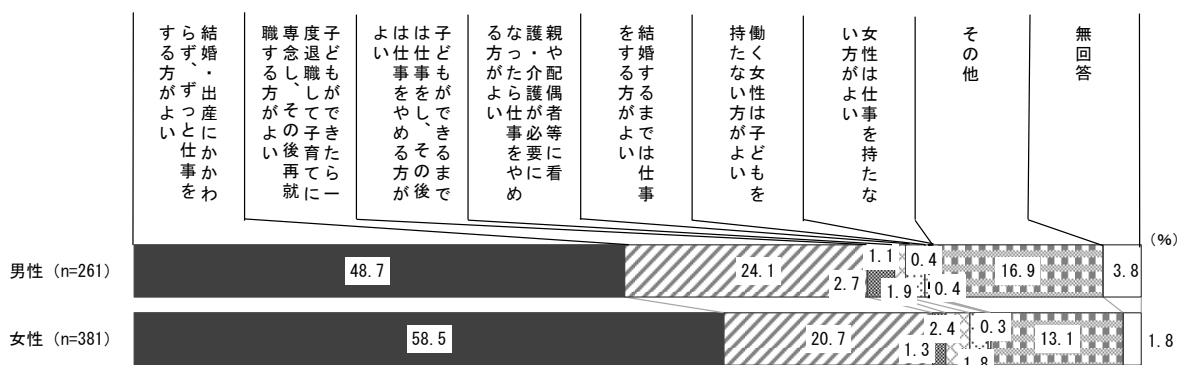 結婚・出産にかかわ
らず、ずっと仕事を
する方がよい
子どもができたら一
度退職して子育てに
専念し、その後再就
職する方がよい
子どもができるまで
は仕事をし、その後
は仕事をやめる方が
よい
親や配偶者等に看
護・介護が必要に
なったら仕事をやめ
る方がよい
結婚するまでは仕事
をする方がよい
働く女性は子どもを
持たない方がよい
女性は仕事を持たな
い方がよい
その他
無回答
(%)
男性 (n=261)
48.7
24.1
2.7
1.1
1.9
0.4
0.4
16.9
3.8
女性 (n=381)
58.5
20.7
1.3
2.4
1.8
0.3
13.1
1.8